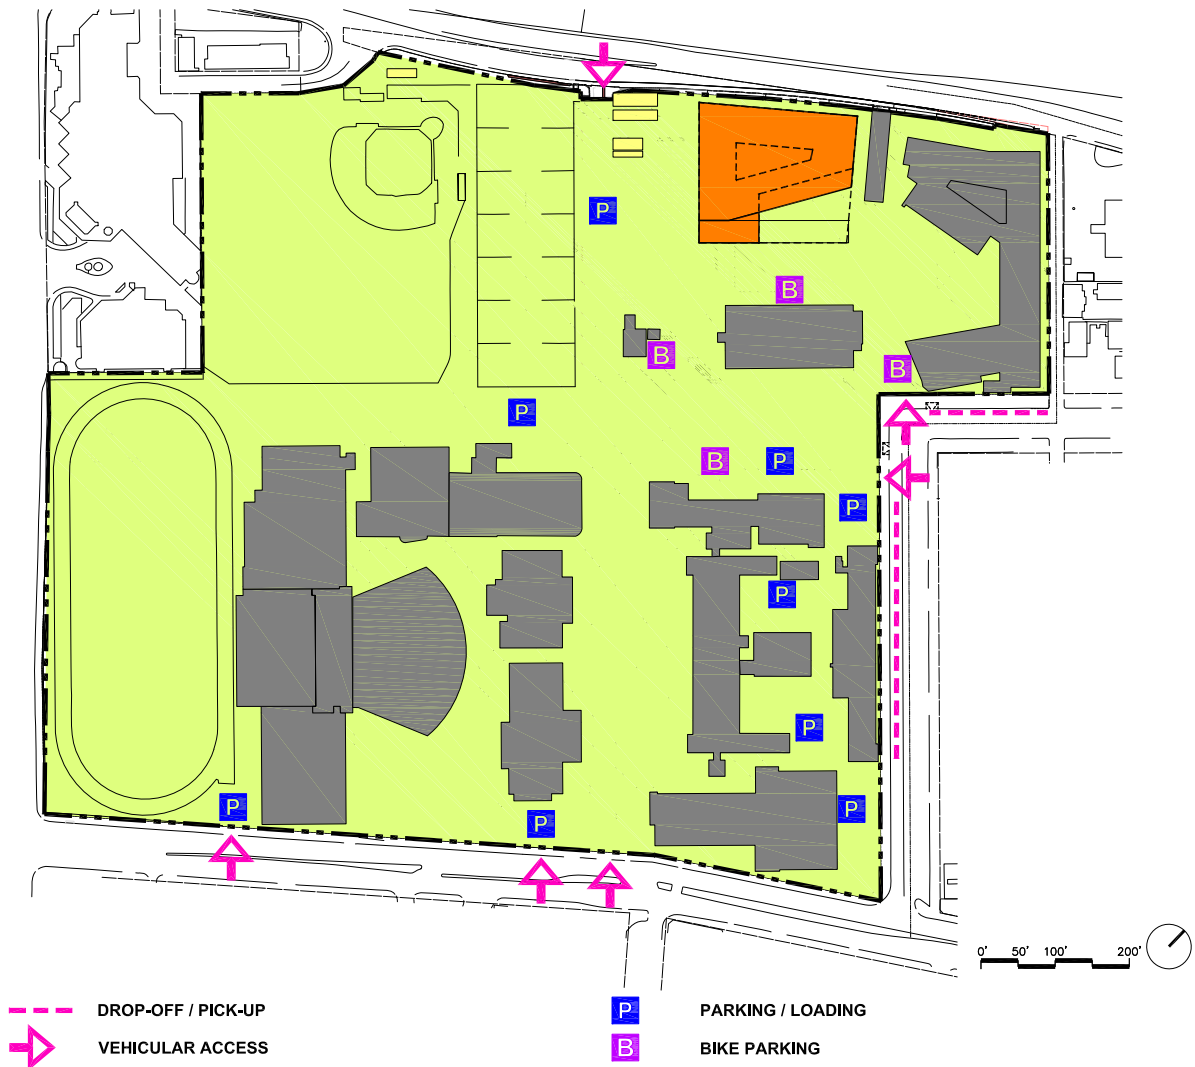 P
B
B
B
P
B
P
P
P
P
P
P
P
0' 50' 100' 200'
DROP-OFF / PICK-UP
P PARKING / LOADING
VEHICULAR ACCESS
B BIKE PARKING